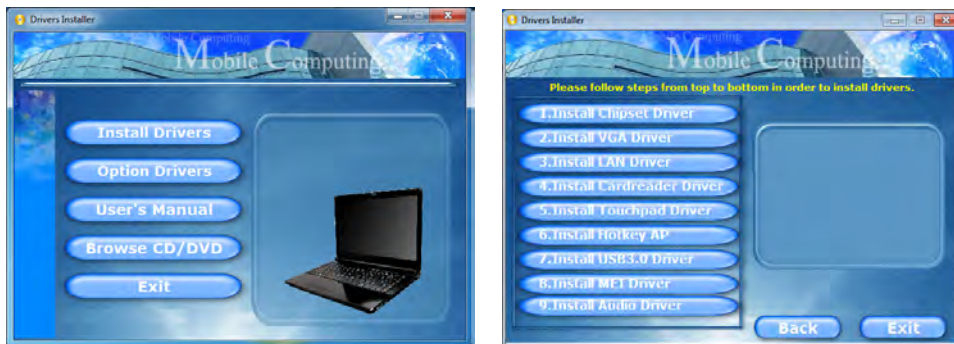 Drivers Installer
Mobile Computing
Mobile Computing
Install Drivers
Option Drivers
User's Manual
Browse CD/DVD
Exit
Drivers Installer
Mobile Computing
Please follow steps from top to bottom in order to install drivers.
1.Install Chipset Driver
2.Install VGA Driver
3.Install LAN Driver
4.Install Cardreader Driver
5.Install Touchpad Driver
6.Install Hotkey AP
7.Install USB3.0 Driver
8.Install MEI Driver
9.Install Audio Driver
Back
Exit